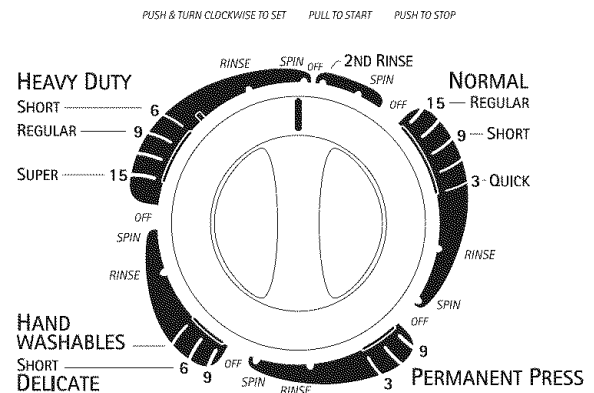 PUSH & TURN CLOCKWISE TO SET PULL TO START PUSH TO STOP
RINSE SPIN OFF 2ND RINSE SPIN OFF
HEAVY DUTY
SHORT 6
REGULAR 9
SUPER 15
OFF
NORMAL
15 REGULAR
9 SHORT
3 QUICK
RINSE
SPIN
OFF
SPIN
RINSE
HAND
WASHABLES
SHORT 6 9 OFF
DELICATE
SPIN RINSE 3 9
PERMANENT PRESS